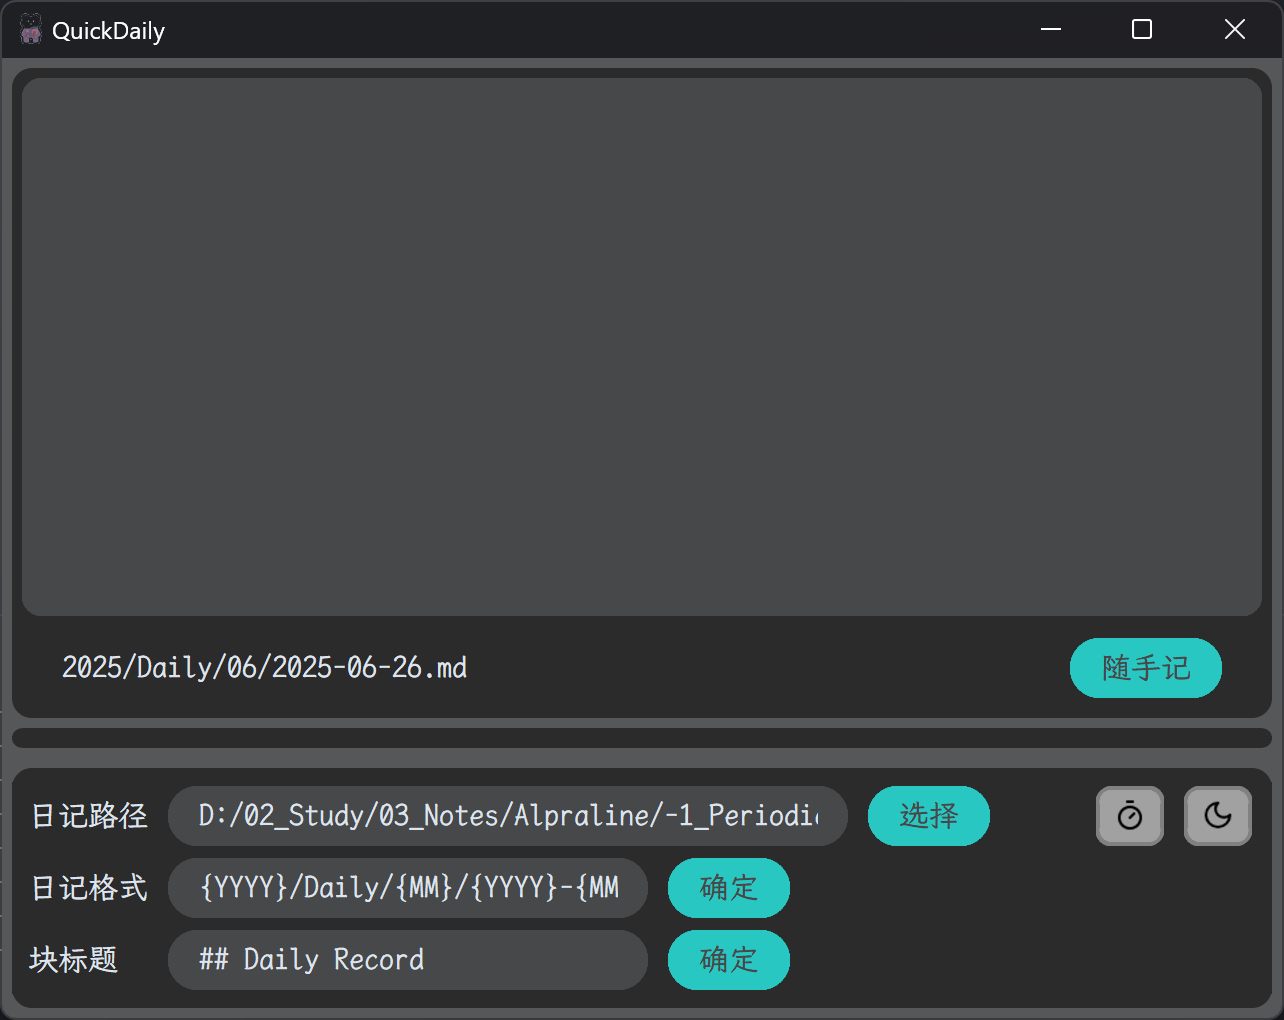 QuickDaily
2025/Daily/06/2025-06-26.md
随手记
日记路径 D:/02_Study/03_Notes/Alpraline/-1_Periodic 选择
日记格式 {YYYY}/Daily/{MM}/{YYYY}-{MM 确定
块标题 ## Daily Record 确定